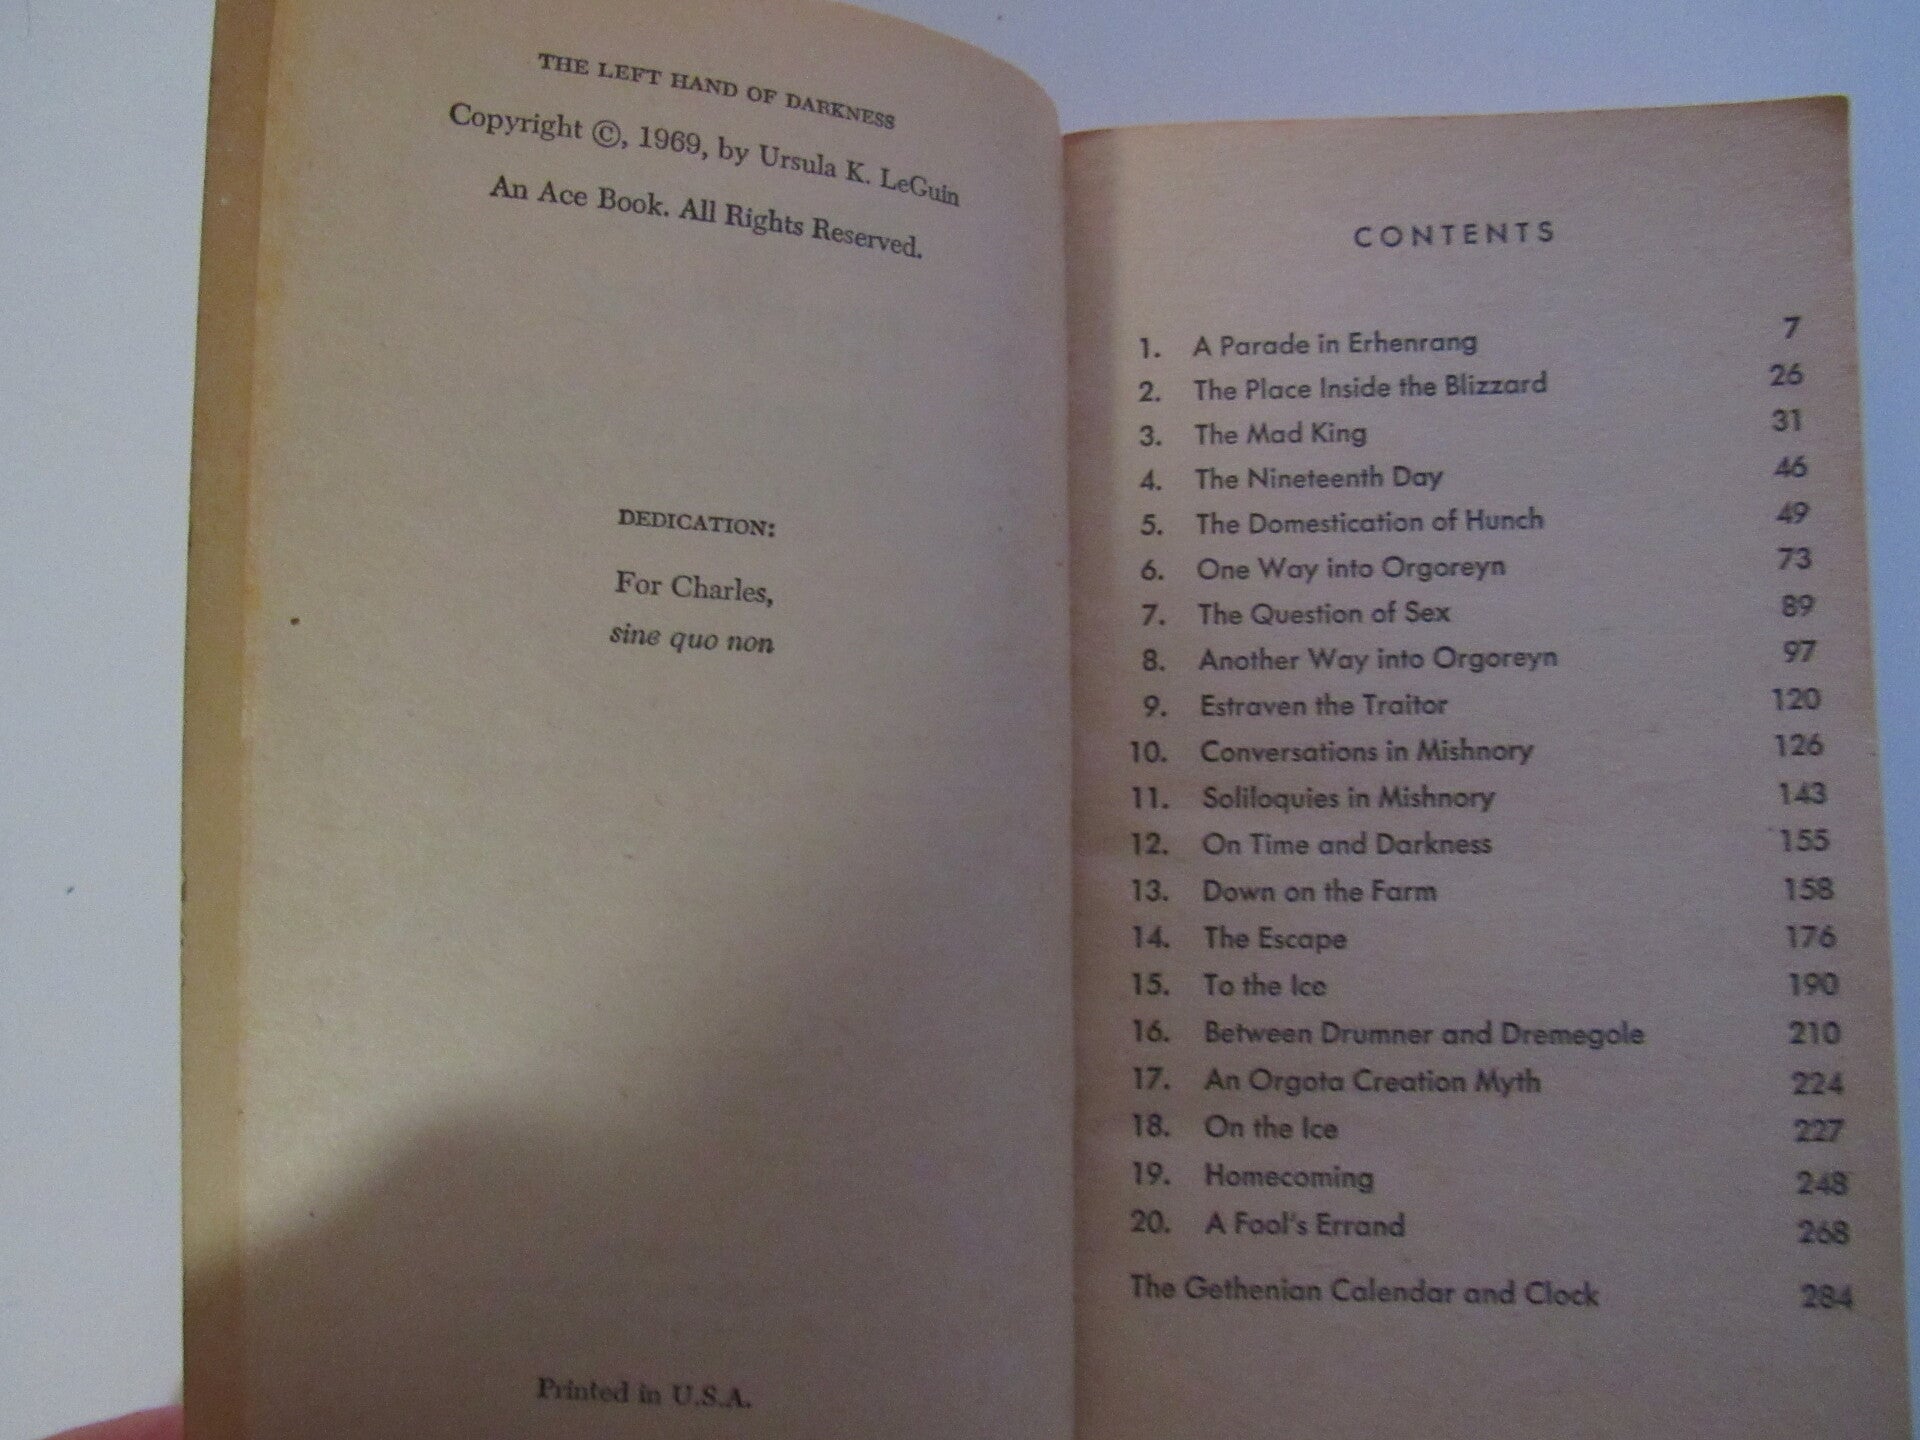 THE LEFT HAND OF DARKNESS
Copyright ©, 1969, by Ursula K. LeGuin
An Ace Book. All Rights Reserved.
DEDICATION:
For Charles,
sine quo non
Printed in U.S.A.
CONTENTS
1. A Parade in Erhenrang 7
2. The Place Inside the Blizzard 26
3. The Mad King 31
4. The Nineteenth Day 46
5. The Domestication of Hunch 49
6. One Way into Orgoreyn 73
7. The Question of Sex 89
8. Another Way into Orgoreyn 97
9. Estraven the Traitor 120
10. Conversations in Mishnory 126
11. Soliloquies in Mishnory 143
12. On Time and Darkness 155
13. Down on the Farm 158
14. The Escape 176
15. To the Ice 190
16. Between Drumner and Dremegole 210
17. An Orgota Creation Myth 224
18. On the Ice 227
19. Homecoming 248
20. A Fool's Errand 268
The Gethenian Calendar and Clock 284